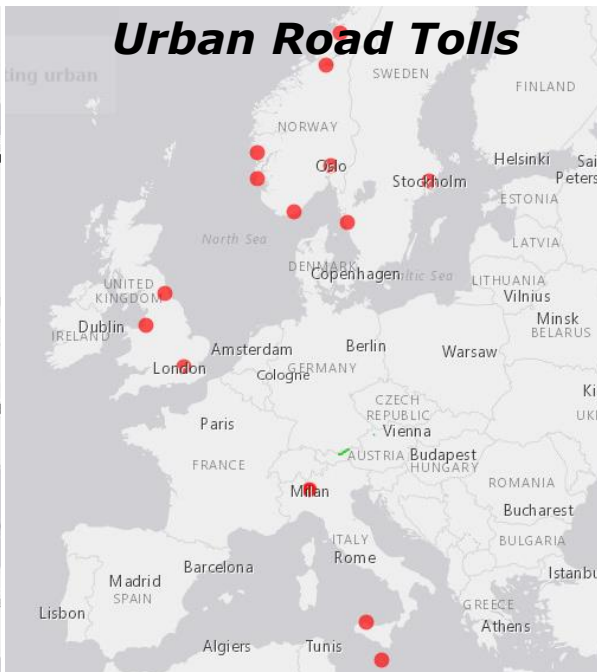 Urban Road Tolls
ting urban
SWEDEN
FINLAND
NORWAY
Oslo
Helsinki
Stockholm
ESTONIA
North Sea
LATVIA
DENMARK
Copenhagen
Sea
LITHUANIA
Vilnius
UNITED
KINGDOM
Minsk
BELARUS
Dublin
IRELAND
Amsterdam
Berlin
Warsaw
London
GERMANY
Cologne
CZECH
REPUBLIC
Paris
Vienna
AUSTRIA
Budapest
HUNGARY
FRANCE
ROMANIA
Milan
Bucharest
ITALY
BULGARIA
Rome
Barcelona
Madrid
SPAIN
GREECE
Lisbon
Athens
Algiers
Tunis